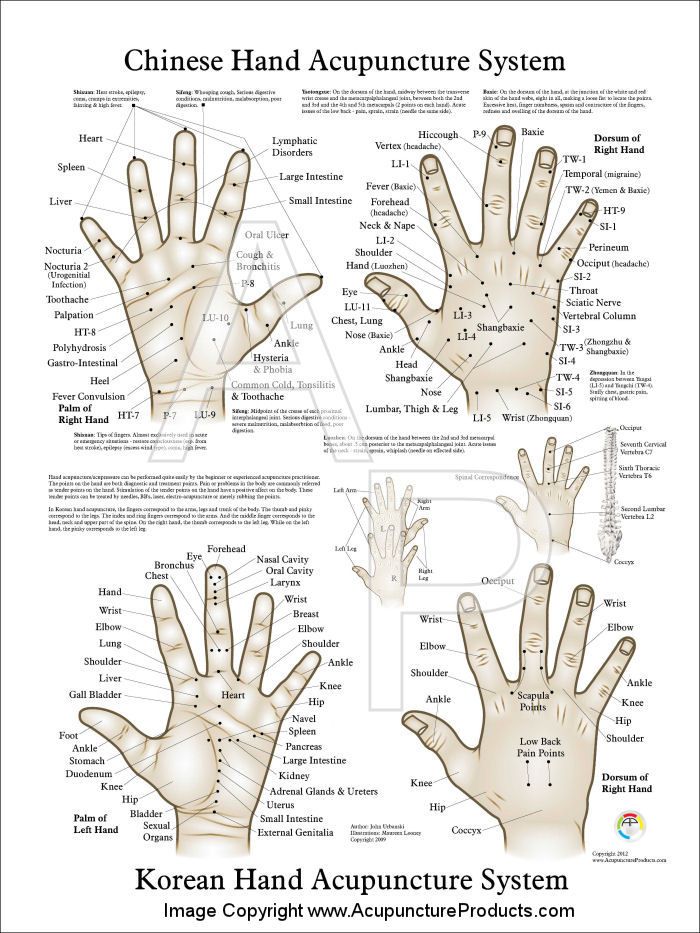 Chinese Hand Acupuncture System
Shixuan: Heat stroke, epilepsy,
coma, cramps in extremities,
fainting & high fever.
Sifeng: Whooping cough, Serious digestive
conditions, malnutrition, malabsorption, poor
digestion.
Yaotongxue: On the dorsum of the hand, midway between the transverse
wrist crease and the metacarpalphalangeal joint, between both the 2nd
and 3rd and the 4th and 5th metacarpals (2 points on each hand). Acute
issues of the low back - pain, sprain, strain (needle the same side).
Baxie: On the dorsum of the hand, at the junction of the white and red
skin of the hand webs, eight in all, making a loose fist to locate the points.
Excessive heat, finger numbness, spasm and contracture of the fingers,
redness and swelling of the dorsum of the hand.
Heart
Spleen
Liver
Nocturia
Nocturia 2
(Urogenital
Infection)
Toothache
Palpation
HT-8
Polyhydrosis
Gastro-Intestinal
Heel
Fever Convulsion
Palm of
Right Hand
HT-7
P-7
LU-9
Lymphatic
Disorders
Large Intestine
Small Intestine
Oral Ulcer
Cough &
Bronchitis
P-8
LU-10
Lung
Ankle
Hysteria
& Phobia
Common Cold, Tonsilitis
& Toothache
Hiccough
P-9
Baxie
Vertex (headache)
LI-1
Fever (Baxie)
Forehead
(headache)
Neck & Nape
LI-2
Shoulder
Hand (Luozhen)
Eye
LU-11
Chest, Lung
Nose (Baxie)
Ankle
Head
Shangbaxie
Nose
Lumbar, Thigh & Leg
LI-3
LI-4
Shangbaxie
LI-5
Wrist (Zhongquan)
Dorsum of
Right Hand
TW-1
Temporal (migraine)
TW-2 (Yemen & Baxie)
HT-9
SI-1
Perineum
Occiput (headache)
SI-2
Throat
Sciatic Nerve
Vertebral Column
SI-3
TW-3 (Zhongzhu &
Shangbaxie)
SI-4
TW-4
SI-5
SI-6
Zhongquan: In the
depression between Yangxi
(LI-5) and Yangchi (TW-4).
Stuffy chest, gastric pain,
spitting of blood.
Sifeng: Midpoint of the crease of each proximal
interphalangeal joint. Serious digestive conditions,
severe malnutrition, malabsorbtion of food, poor
digestion.
Shixuan: Tips of fingers. Almost exclusively used in acute
or emergency situations - restore consciousness
heat stroke), epilepsy (excess wind type), coma, high fever.
Luozhen: On the dorsum of the hand between the 2nd and 3rd metacarpal
bones, about posterior to the metacarpalphalangeal joint. Acute issues
of the neck - strain, sprain, whiplash (needle on effected side).
Hand acupuncture/acupressure can be performed quite easily by the beginner or experienced acupuncture practitioner.
The points on the hand are both diagnostic and treatment points. Pain or problems in the body are commonly reffered
as tender points on the hand. Stimulation of the tender points on the hand have a positive affect on the body. These
tender points can be treated by needles, BBs, laser, electro-acupuncture or merely rubbing the points.
In Korean hand acupuncture, the fingers correspond to the arms, legs and trunk of the body. The thumb and pinky
correspond to the legs. The index and ring fingers correspond to the arms. And the middle finger corresponds to the
head, neck and upper part of the spine. On the right hand, the thumb corresponds to the left leg. While on the left
hand, the pinky corresponds to the left leg.
Left Arm
Right
Arm
Left Leg
Right
Leg
L
R
Spinal Correspondence
Occiput
Seventh Cervical
Vertebra C7
Sixth Thoracic
Vertebra T6
Second Lumbar
Vertebra L2
Coccyx
Forehead
Eye
Bronchus
Chest
Hand
Wrist
Elbow
Lung
Shoulder
Liver
Gall Bladder
Foot
Ankle
Stomach
Duodenum
Knee
Hip
Bladder
Sexual
Organs
Palm of
Left Hand
Heart
Nasal Cavity
Oral Cavity
Larynx
Wrist
Breast
Elbow
Shoulder
Ankle
Knee
Hip
Navel
Spleen
Pancreas
Large Intestine
Kidney
Adrenal Glands & Ureters
Uterus
Small Intestine
External Genitalia
Occiput
Wrist
Elbow
Shoulder
Ankle
Knee
Hip
Coccyx
Scapula
Points
Low Back
Pain Points
Wrist
Elbow
Ankle
Knee
Hip
Shoulder
Dorsum of
Right Hand
Author: John Urbanski
Illustrations: Maureen Looney
Copyright 2009
Copyright 2012
www.AcupunctureProducts.com
Korean Hand Acupuncture System
Image Copyright www.AcupunctureProducts.com
A
P